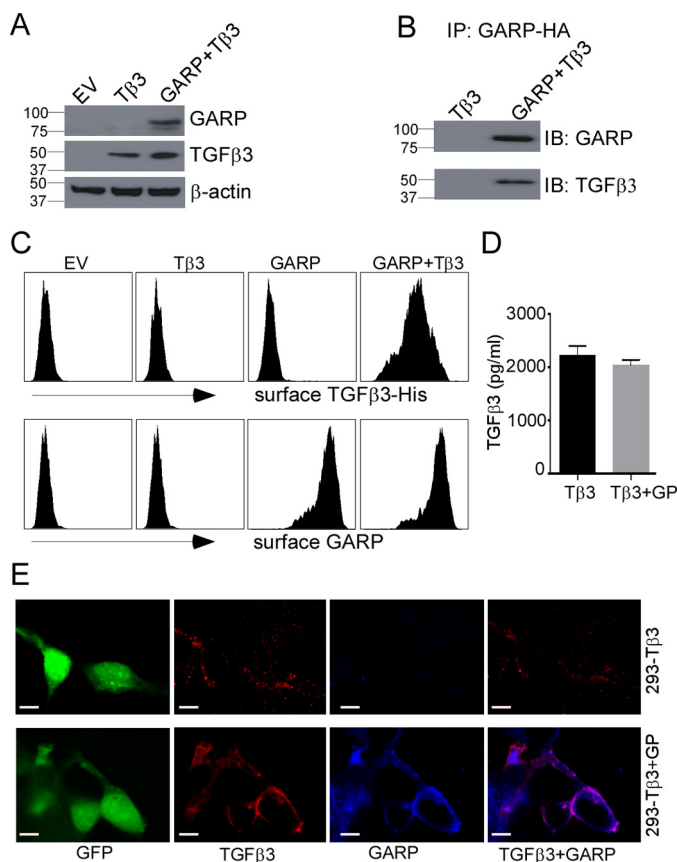 A
EV
Tβ3
GARP+Tβ3
100
75
GARP
50
37
TGFβ3
50
37
β-actin
B
IP: GARP-HA
Tβ3
GARP+Tβ3
100
75
IB: GARP
50
37
IB: TGFβ3
C
EV
Tβ3
GARP
GARP+Tβ3
surface TGFβ3-His
surface GARP
D
TGFβ3 (pg/ml)
3000
2000
1000
0
Tβ3
Tβ3+GP
E
293-Tβ3
293-Tβ3+GP
GFP
TGFβ3
GARP
TGFβ3+GARP